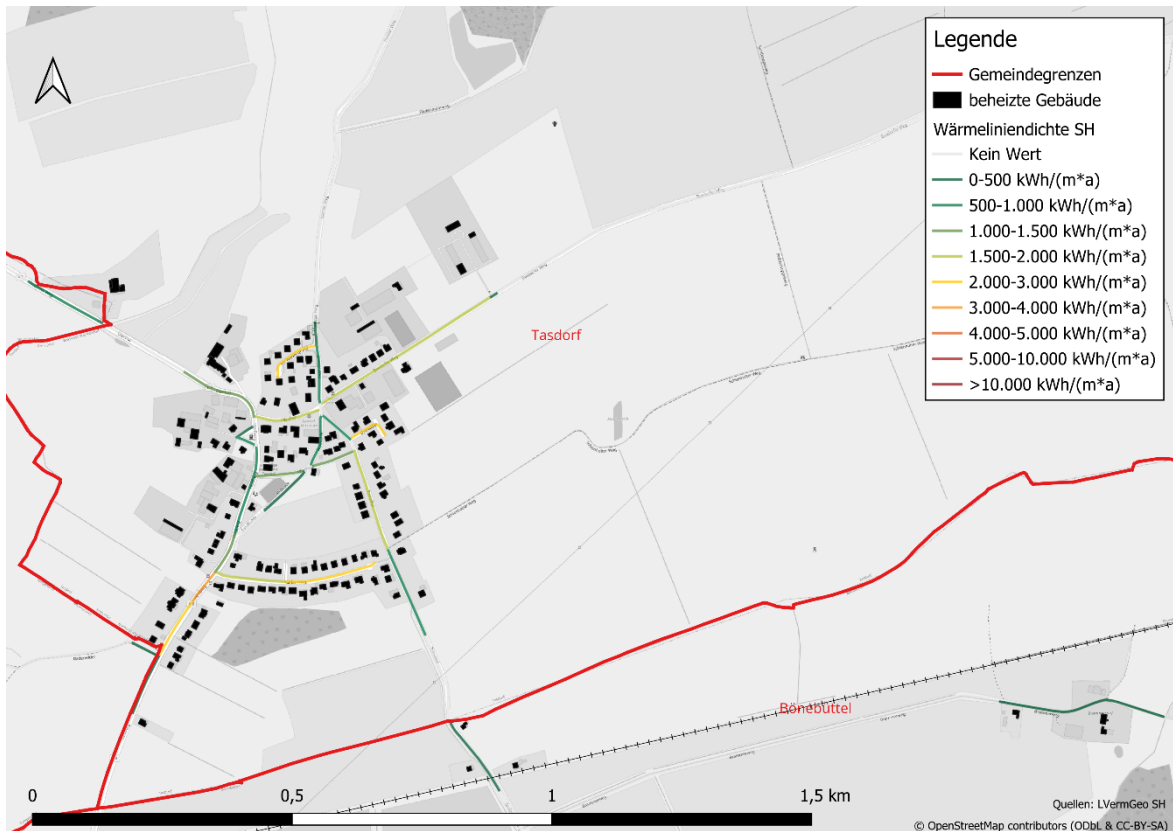 Legende
Gemeindegrenzen
beheizte Gebäude
Wärmeliniendichte SH
Kein Wert
0-500 kWh/(m*a)
500-1.000 kWh/(m*a)
1.000-1.500 kWh/(m*a)
1.500-2.000 kWh/(m*a)
2.000-3.000 kWh/(m*a)
3.000-4.000 kWh/(m*a)
4.000-5.000 kWh/(m*a)
5.000-10.000 kWh/(m*a)
>10.000 kWh/(m*a)
Tasdorf
Bönebüttel
0
0,5
1
1,5 km
Quellen: LVermGeo SH
© OpenStreetMap contributors (ODbL & CC-BY-SA)